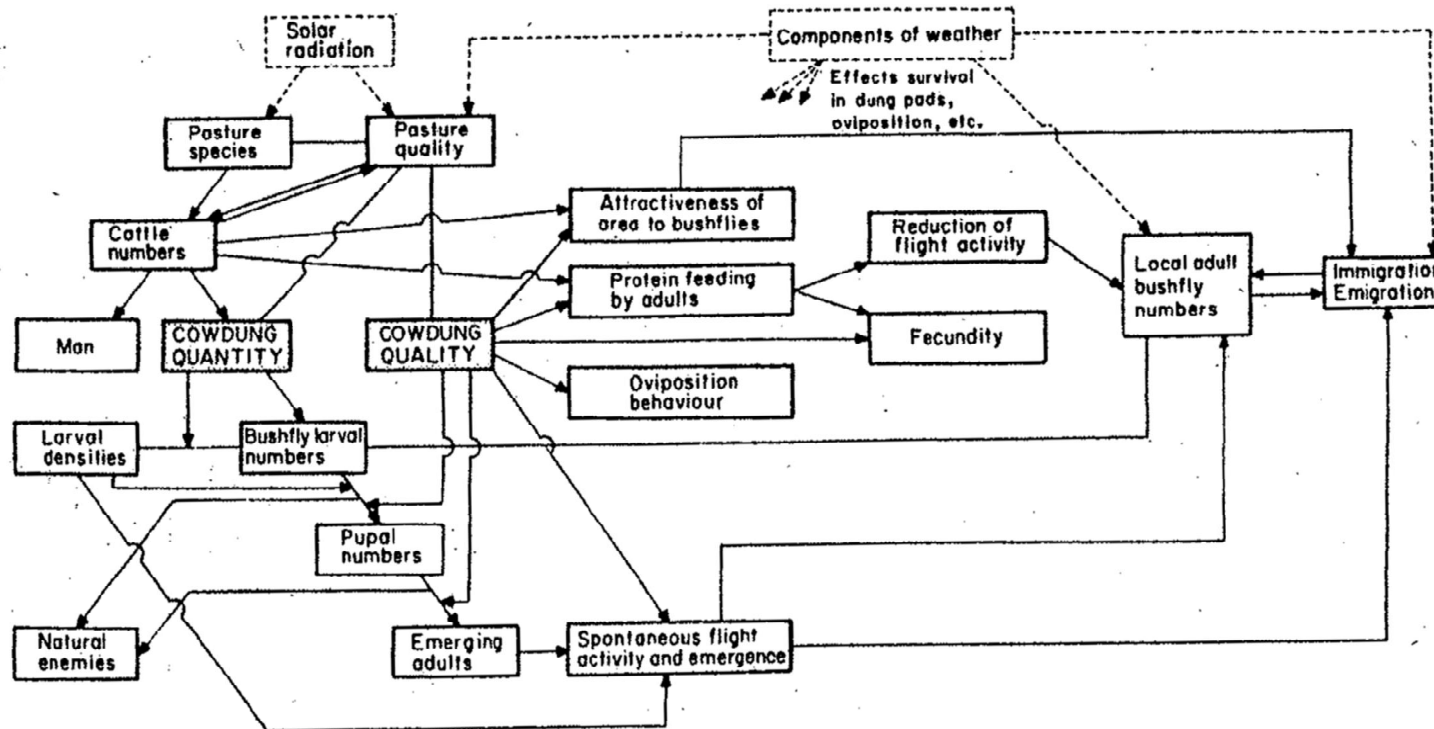 Solar
radiation
Components of weather
Effects survival
in dung pads,
oviposition, etc.
Pasture
species
Pasture
quality
Attractiveness of
area to bushflies
Reduction of
flight activity
Cattle
numbers
Local adult
bushfly
numbers
Immigration
Emigration
Protein feeding
by adults
Man
COWDUNG
QUANTITY
COWDUNG
QUALITY
Fecundity
Oviposition
behaviour
Larval
densities
Bushfly larval
numbers
Pupal
numbers
Natural
enemies
Emerging
adults
Spontaneous flight
activity and emergence